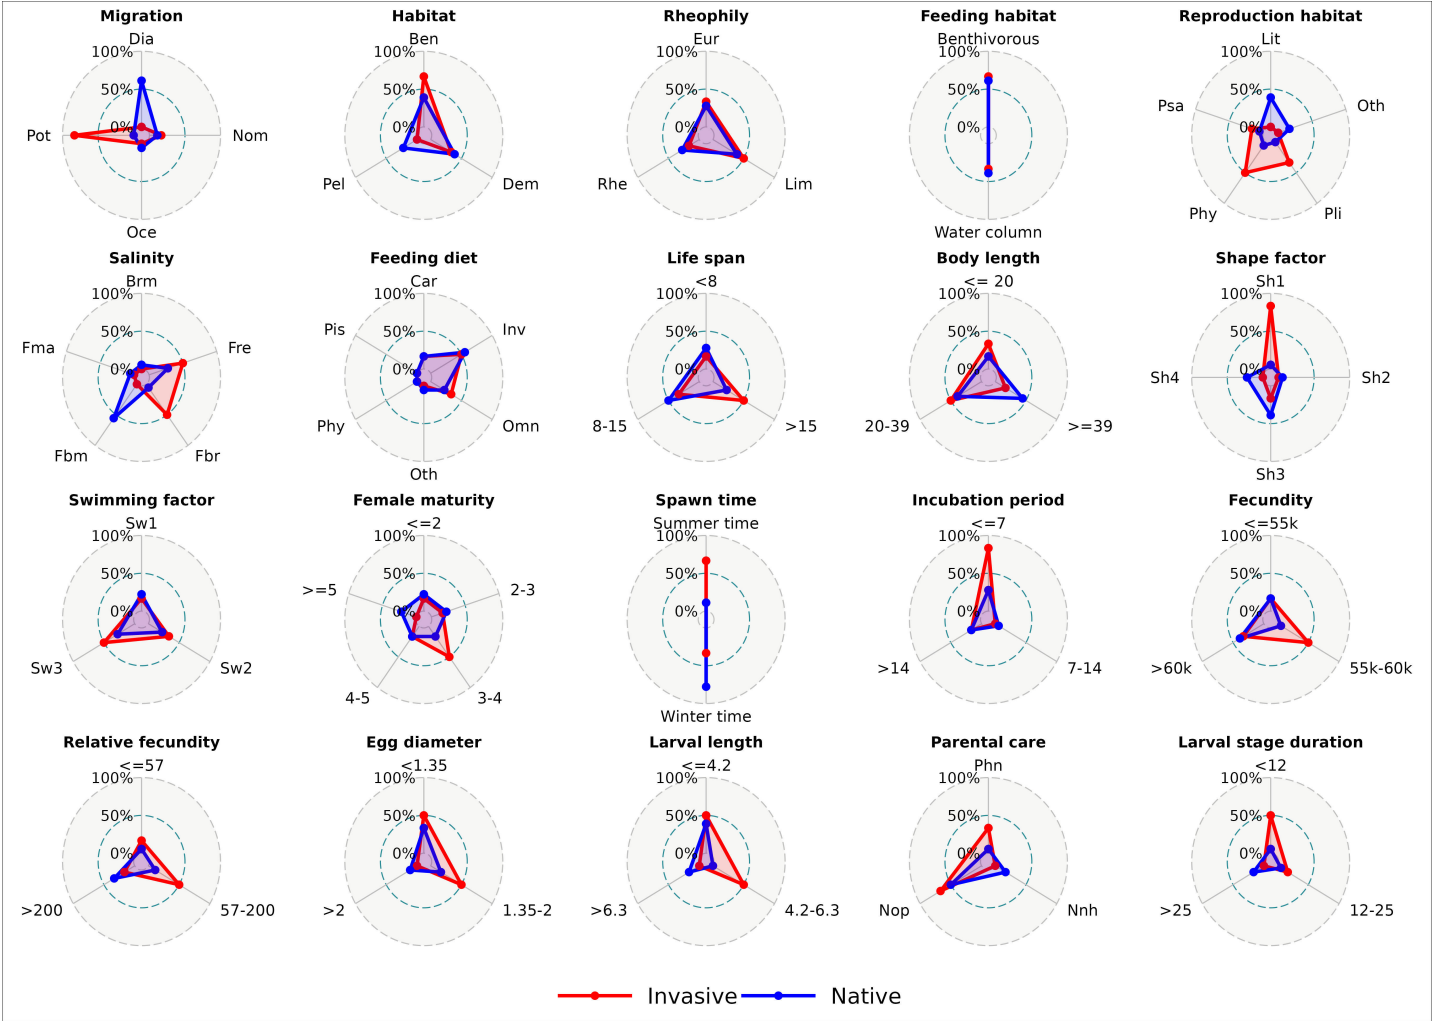 Migration
Dia
100%
50%
0%
Pot
Nom
Oce
Habitat
Ben
100%
50%
0%
Pel
Dem
Rheophily
Eur
100%
50%
0%
Rhe
Lim
Feeding habitat
Benthivorous
100%
50%
0%
Water column
Reproduction habitat
Lit
100%
50%
0%
Psa
Oth
Phy
Pli
Salinity
Brm
100%
50%
0%
Fma
Fre
Fbm
Fbr
Feeding diet
Car
100%
50%
0%
Pis
Inv
Phy
Omn
Oth
Life span
<8
100%
50%
0%
8-15
>15
Body length
<= 20
100%
50%
0%
20-39
>=39
Shape factor
Sh1
100%
50%
0%
Sh4
Sh2
Sh3
Swimming factor
Sw1
100%
50%
0%
Sw3
Sw2
Female maturity
<=2
100%
50%
0%
>=5
2-3
4-5
3-4
Spawn time
Summer time
100%
50%
0%
Winter time
Incubation period
<=7
100%
50%
0%
>14
7-14
Fecundity
<=55k
100%
50%
0%
>60k
55k-60k
Relative fecundity
<=57
100%
50%
0%
>200
57-200
Egg diameter
<1.35
100%
50%
0%
>2
1.35-2
Larval length
<=4.2
100%
50%
0%
>6.3
4.2-6.3
Parental care
Phn
100%
50%
0%
Nop
Nnh
Larval stage duration
<12
100%
50%
0%
>25
12-25
Invasive Native